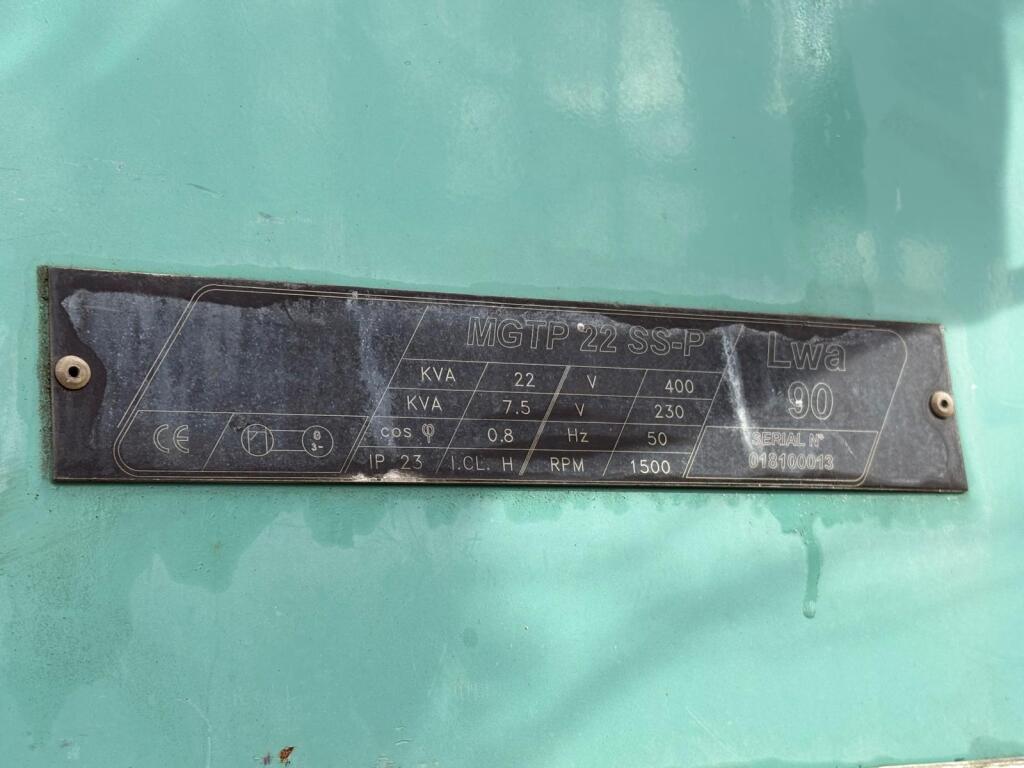 MGTP 22 SS-P
KVA 22 V 400
KVA 7.5 V 230
cos φ 0.8 Hz 50
IP 23 I.CL. H RPM 1500
CE
3~
Lwa
90
SERIAL N°
018100013